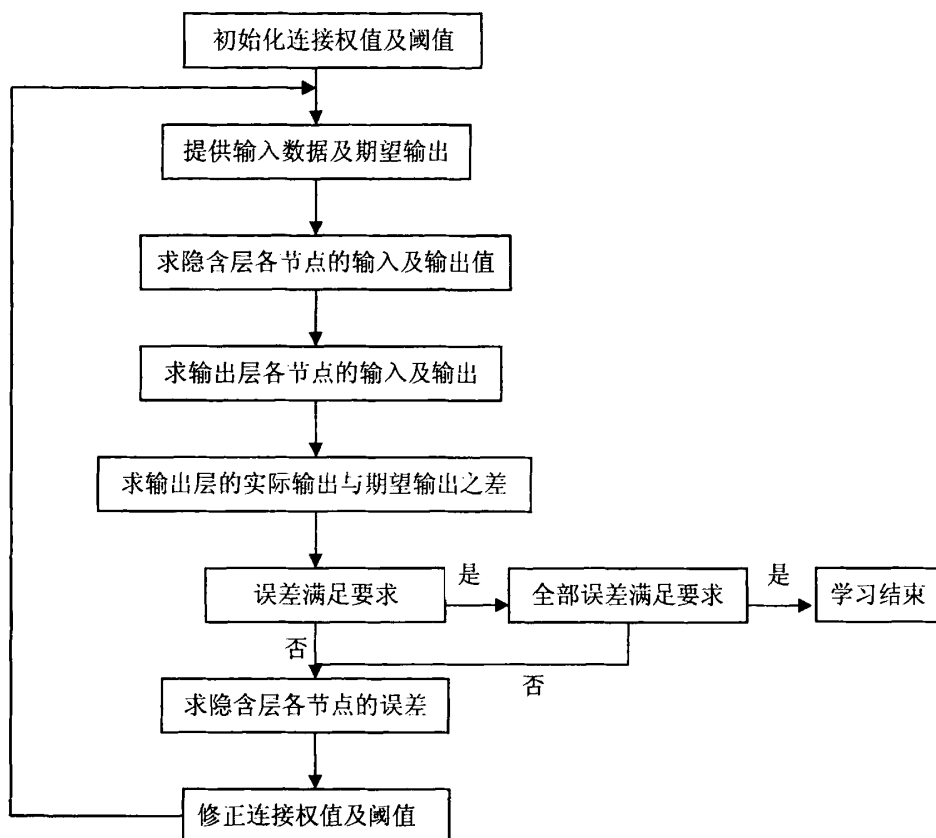 初始化连接权值及阈值
提供输入数据及期望输出
求隐含层各节点的输入及输出值
求输出层各节点的输入及输出
求输出层的实际输出与期望输出之差
误差满足要求
是
全部误差满足要求
是
学习结束
否
否
求隐含层各节点的误差
修正连接权值及阈值